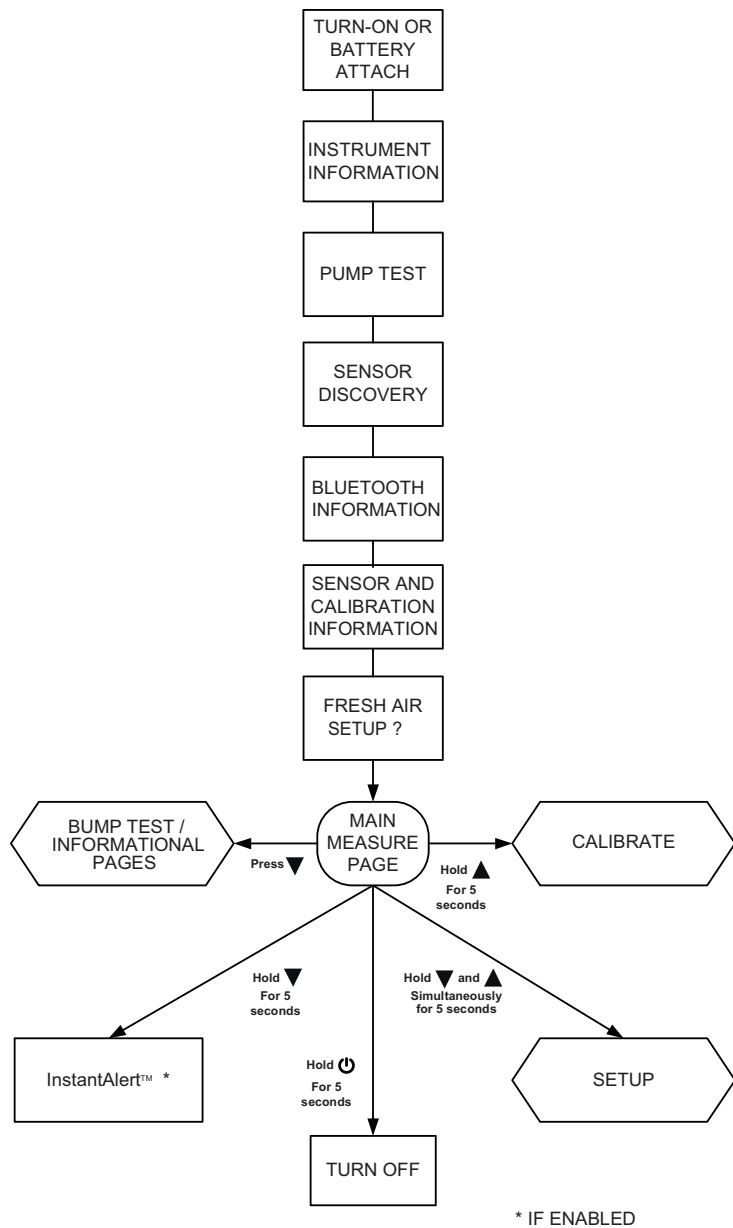 TURN-ON OR
BATTERY
ATTACH
INSTRUMENT
INFORMATION
PUMP TEST
SENSOR
DISCOVERY
BLUETOOTH
INFORMATION
SENSOR AND
CALIBRATION
INFORMATION
FRESH AIR
SETUP ?
BUMP TEST /
INFORMATIONAL
PAGES
Press ▼
MAIN
MEASURE
PAGE
Hold ▲
For 5
seconds
CALIBRATE
Hold ▼
For 5
seconds
Hold ▼ and ▲
Simultaneously
for 5 seconds
InstantAlert™ *
Hold ⏻
For 5
seconds
SETUP
TURN OFF
* IF ENABLED